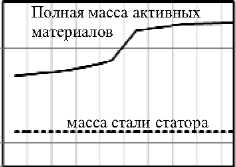 Полная масса активных
материалов
масса стали статора